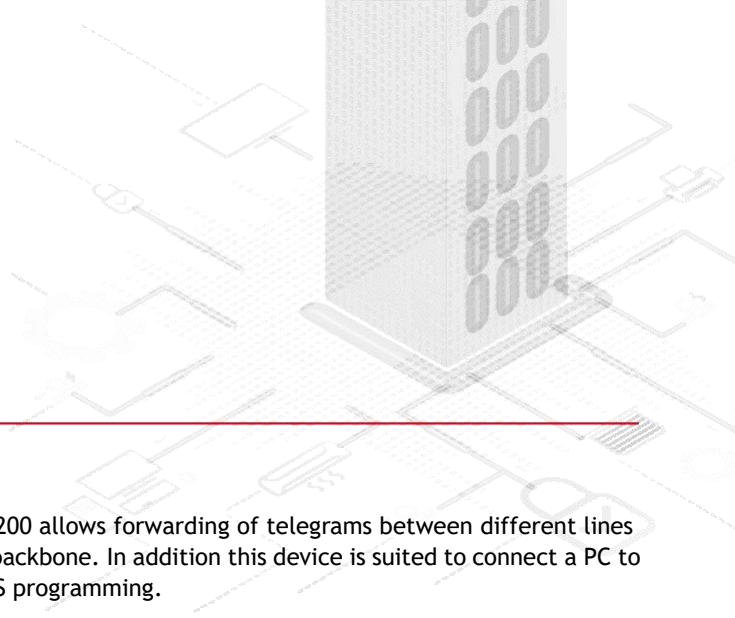 200 allows forwarding of telegrams between different lines
backbone. In addition this device is suited to connect a PC to
S programming.